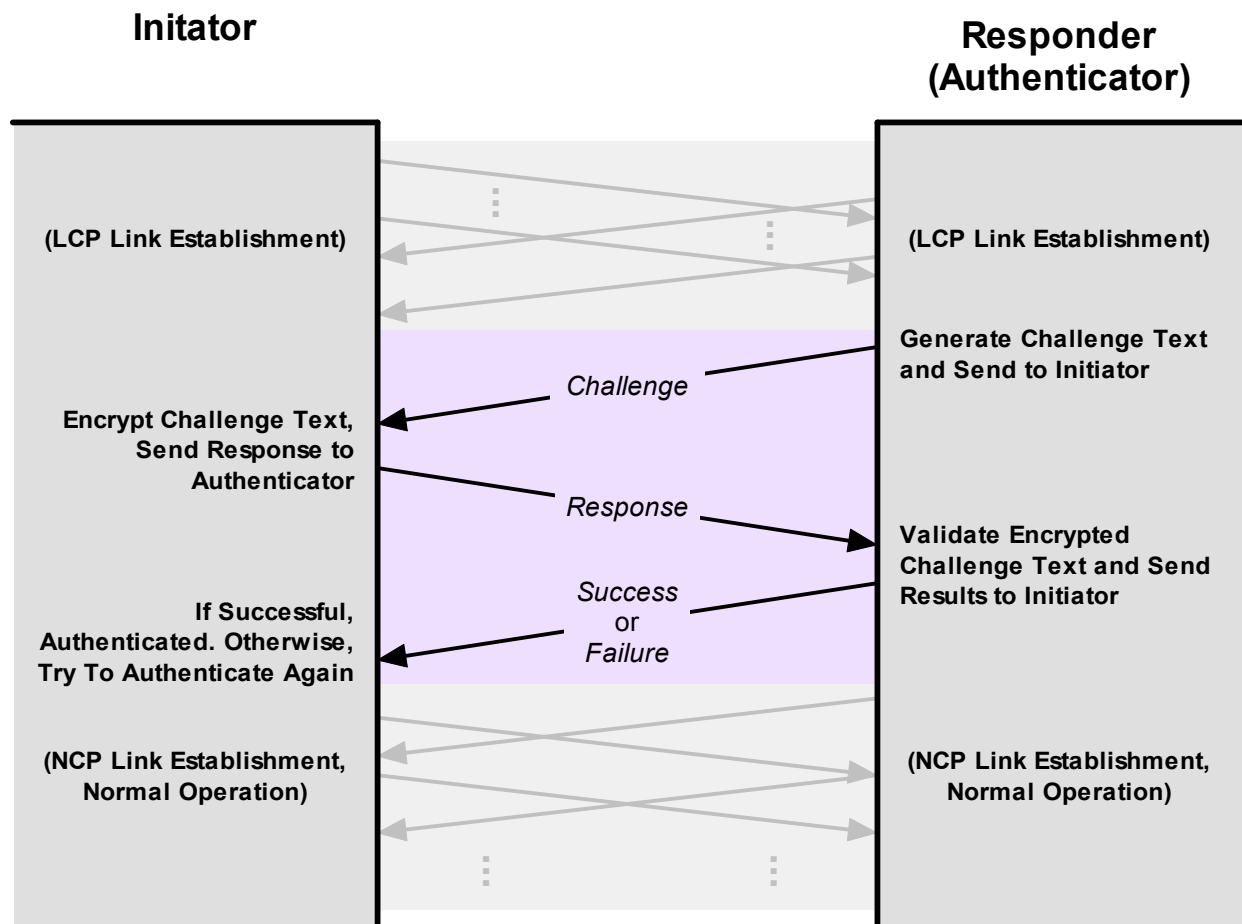 Initator
Responder
(Authenticator)
(LCP Link Establishment)
(LCP Link Establishment)
Generate Challenge Text
and Send to Initiator
Challenge
Encrypt Challenge Text,
Send Response to
Authenticator
Response
Validate Encrypted
Challenge Text and Send
Results to Initiator
Success
or
Failure
If Successful,
Authenticated. Otherwise,
Try To Authenticate Again
(NCP Link Establishment,
Normal Operation)
(NCP Link Establishment,
Normal Operation)